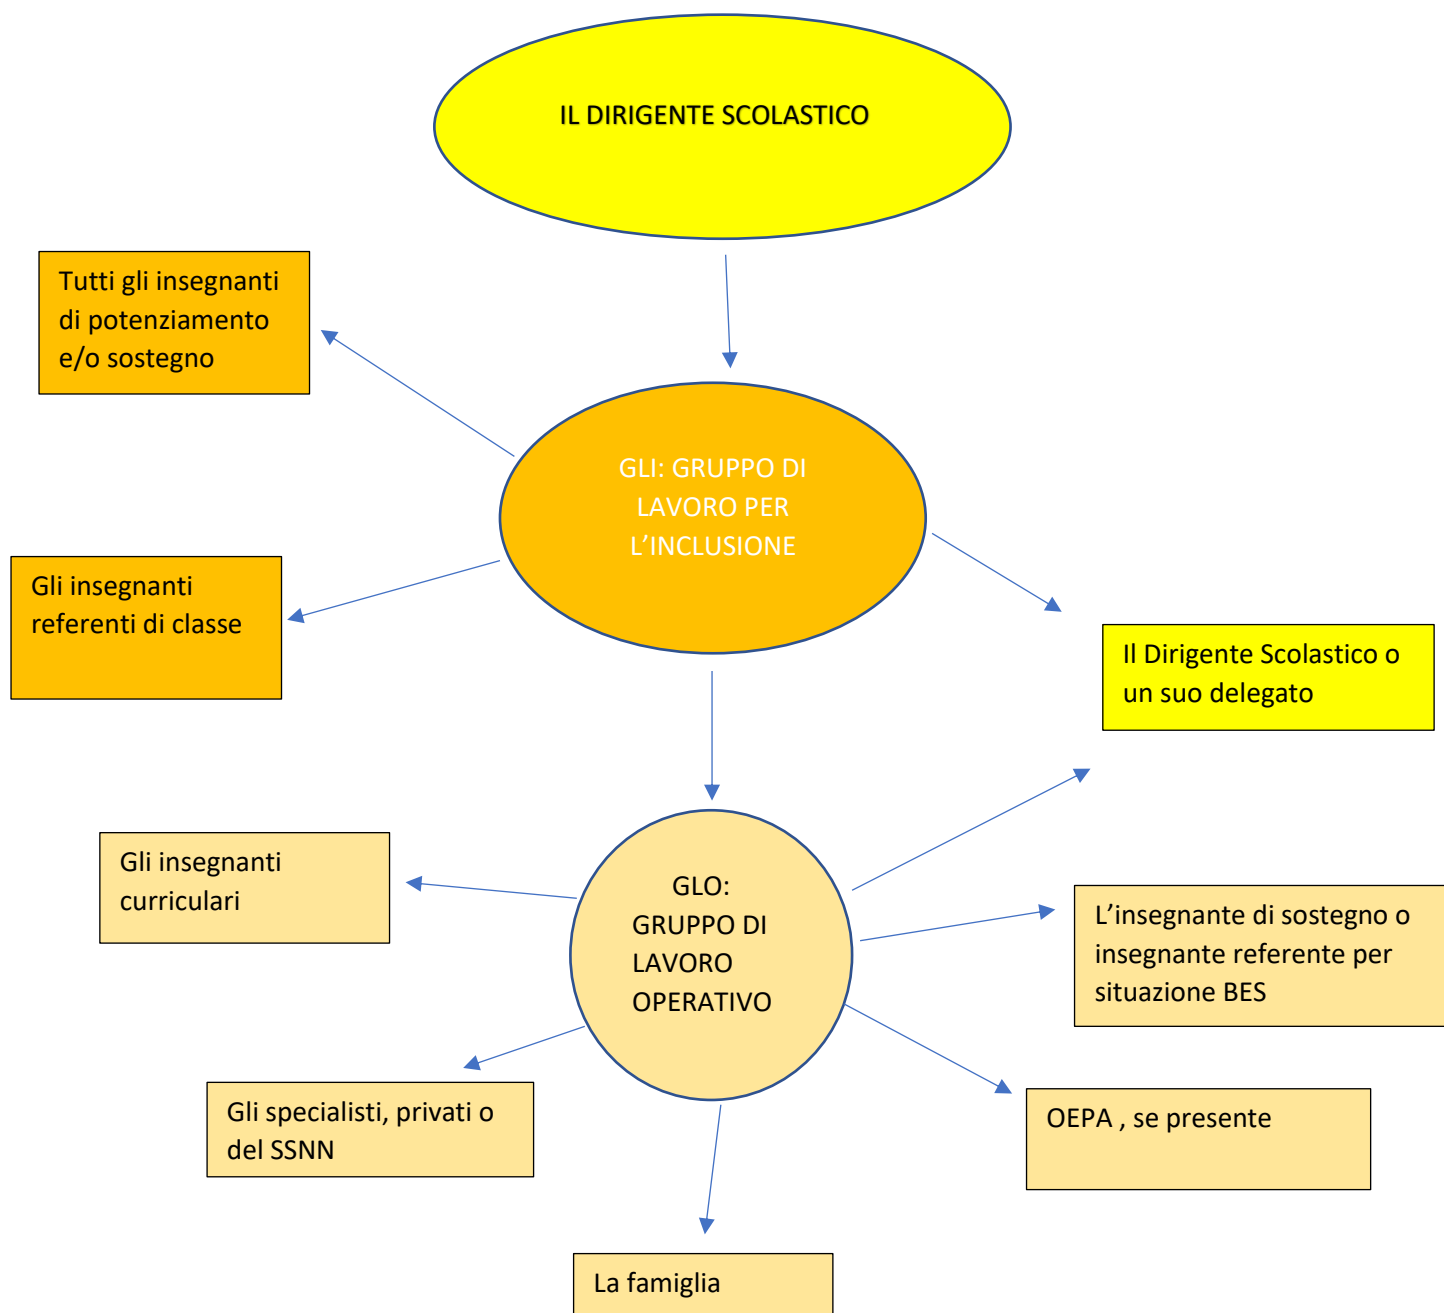 IL DIRIGENTE SCOLASTICO
Tutti gli insegnanti
di potenziamento
e/o sostegno
GLI: GRUPPO DI
LAVORO PER
L’INCLUSIONE
Gli insegnanti
referenti di classe
Il Dirigente Scolastico o
un suo delegato
Gli insegnanti
curriculari
GLO:
GRUPPO DI
LAVORO
OPERATIVO
L’insegnante di sostegno o
insegnante referente per
situazione BES
Gli specialisti, privati o
del SSNN
OEPA , se presente
La famiglia